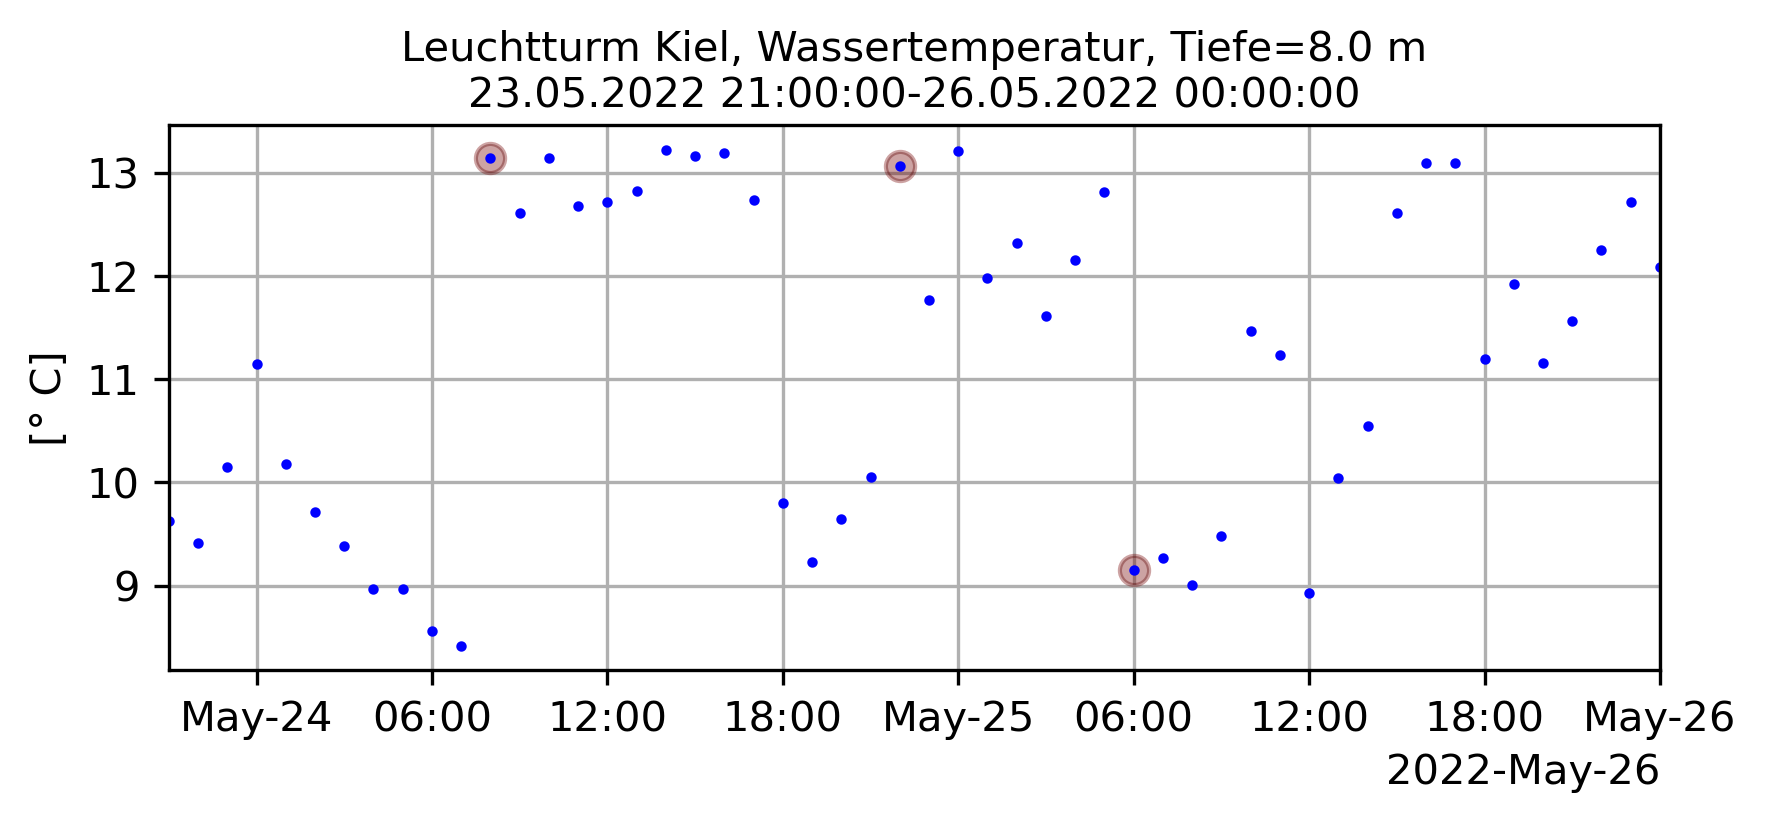 Leuchtturm Kiel, Wassertemperatur, Tiefe=8.0 m
23.05.2022 21:00:00-26.05.2022 00:00:00
[° C]
13
12
11
10
9
May-24 06:00 12:00 18:00 May-25 06:00 12:00 18:00 May-26
2022-May-26